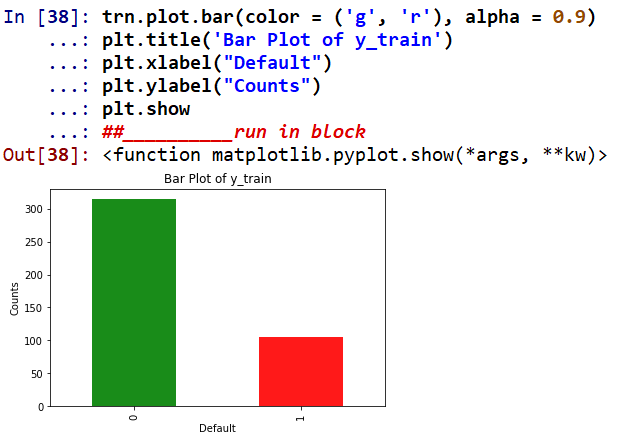 In [38]: trn.plot.bar(color = ('g', 'r'), alpha = 0.9)
...: plt.title('Bar Plot of y_train')
...: plt.xlabel("Default")
...: plt.ylabel("Counts")
...: plt.show
...: ##__________run in block
Out[38]: <function matplotlib.pyplot.show(*args, **kw)>
Bar Plot of y_train
300
250
200
150
100
50
0
Counts
0
1
Default